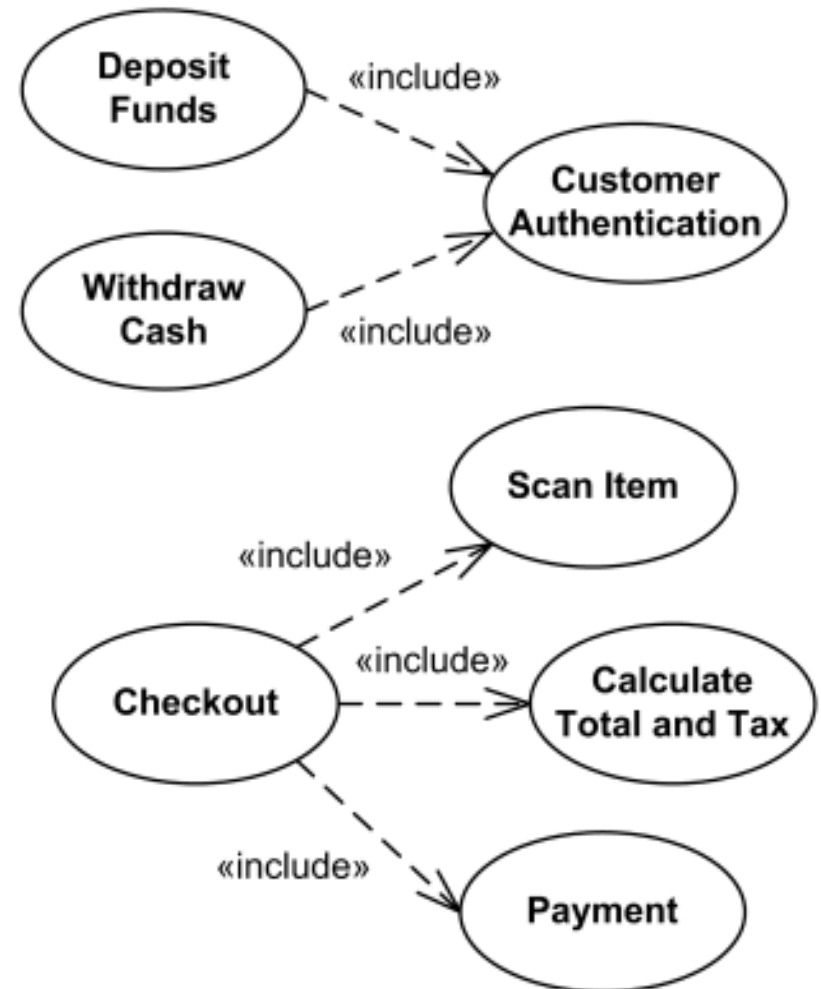 Deposit
Funds
«include»
Customer
Authentication
Withdraw
Cash
«include»
Scan Item
«include»
Checkout
«include»
Calculate
Total and Tax
«include»
Payment